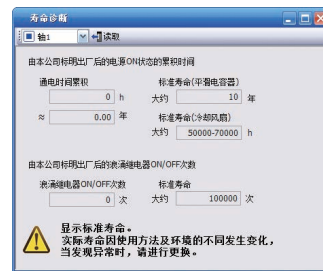 寿命诊断
轴1 读取
由本公司标明出厂后的电源ON状态的累积时间
通电时间累积 标准寿命(平滑电容器)
0 h 大约 10 年
≈ 0.00 年 标准寿命(冷却风扇)
大约 50000-70000 h
由本公司标明出厂后的浪涌继电器ON/OFF次数
浪涌继电器ON/OFF次数 标准寿命
0 次 大约 100000 次
显示标准寿命。
实际寿命因使用方法及环境的不同发生变化，
当发现异常时，请进行更换。